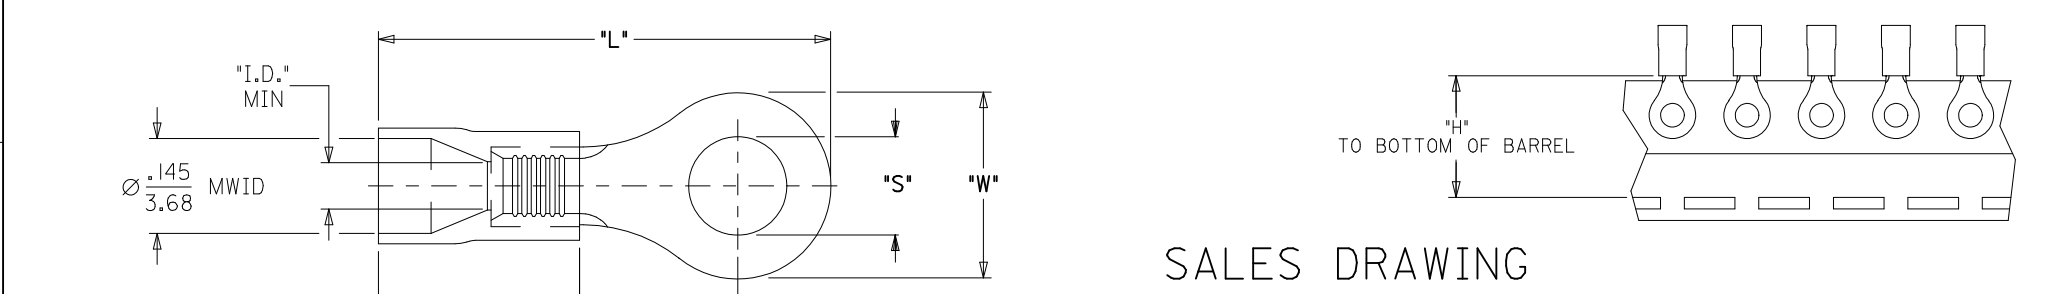 "L"
"I.D."
MIN
Ø .145 MWID
3.68
"S"
"W"
"H"
TO BOTTOM OF BARREL
SALES DRAWING